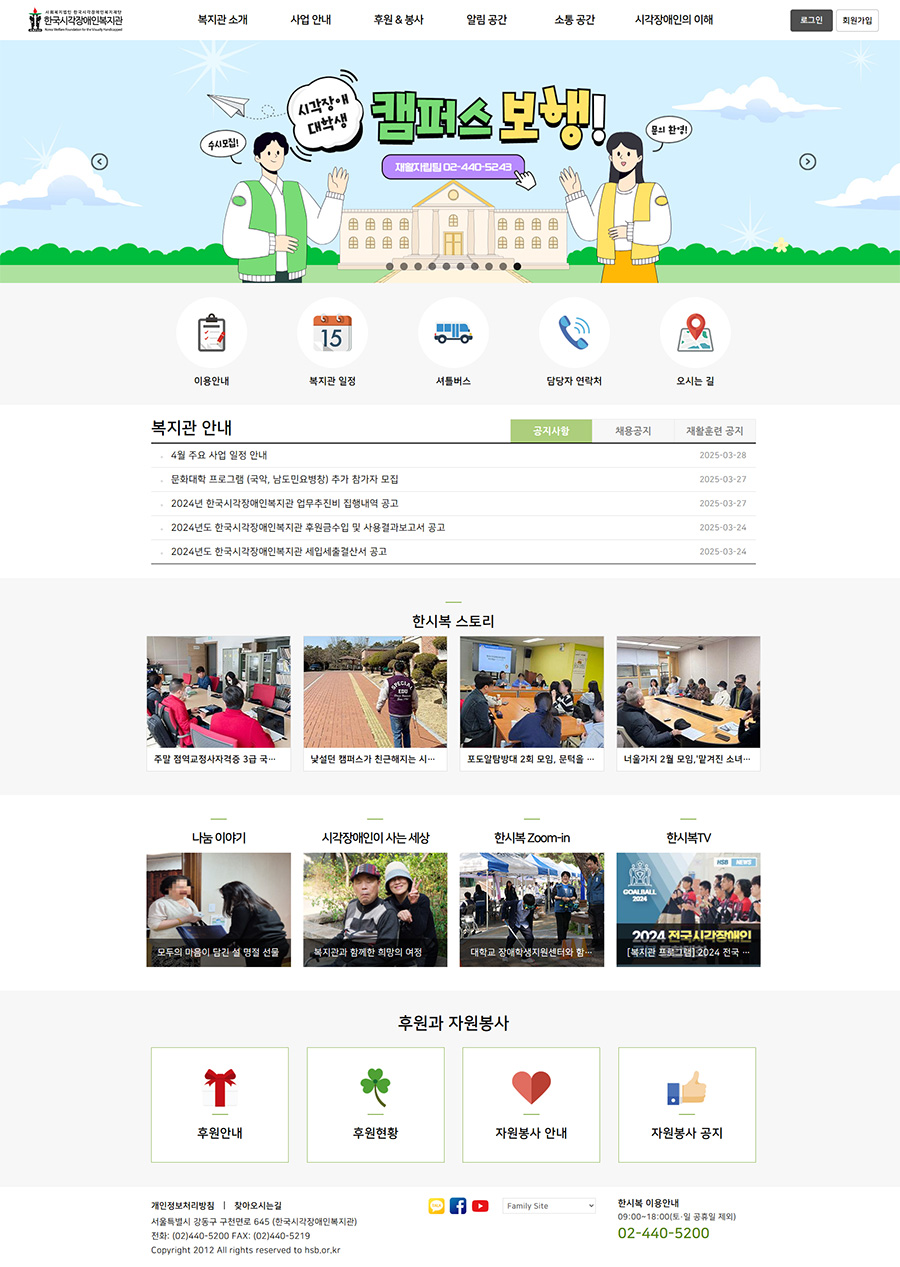 사회복지법인 한국시각장애인복지재단
한국시각장애인복지관
Korea Welfare Foundation for the Visually Handicapped
복지관 소개
사업 안내
후원 & 봉사
알림 공간
소통 공간
시각장애인의 이해
로그인
회원가입
시각장애
대학생
캠퍼스 보행!
수시모집!
문의 환영!
재활자립팀 02-440-5243
이용안내
15
복지관 일정
셔틀버스
담당자 연락처
오시는 길
복지관 안내
공지사항
채용공지
재활훈련 공지
4월 주요 사업 일정 안내 2025-03-28
문화대학 프로그램 (국악, 남도민요병창) 추가 참가자 모집 2025-03-27
2024년 한국시각장애인복지관 업무추진비 집행내역 공고 2025-03-27
2024년도 한국시각장애인복지관 후원금수입 및 사용결과보고서 공고 2025-03-24
2024년도 한국시각장애인복지관 세입세출결산서 공고 2025-03-24
한시복 스토리
SPECIAL
EDU
주말 점역교정사자격증 3급 국…
낯설던 캠퍼스가 친근해지는 시…
포도알탐방대 2회 모임, 문턱을 …
너울가지 2월 모임,'맡겨진 소녀…
나눔 이야기
시각장애인이 사는 세상
한시복 Zoom-in
한시복TV
모두의 마음이 담긴 설 명절 선물
복지관과 함께한 희망의 여정
대학교 장애학생지원센터와 함…
HSB NEWS
GOALBALL
2024
2024 전국시각장애인
[복지관 프로그램] 2024 전국 …
후원과 자원봉사
후원안내
후원현황
자원봉사 안내
자원봉사 공지
개인정보처리방침 | 찾아오시는길
서울특별시 강동구 구천면로 645 (한국시각장애인복지관)
전화: (02)440-5200 FAX: (02)440-5219
Copyright 2012 All rights reserved to hsb.or.kr
Family Site
한시복 이용안내
09:00~18:00(토·일 공휴일 제외)
02-440-5200